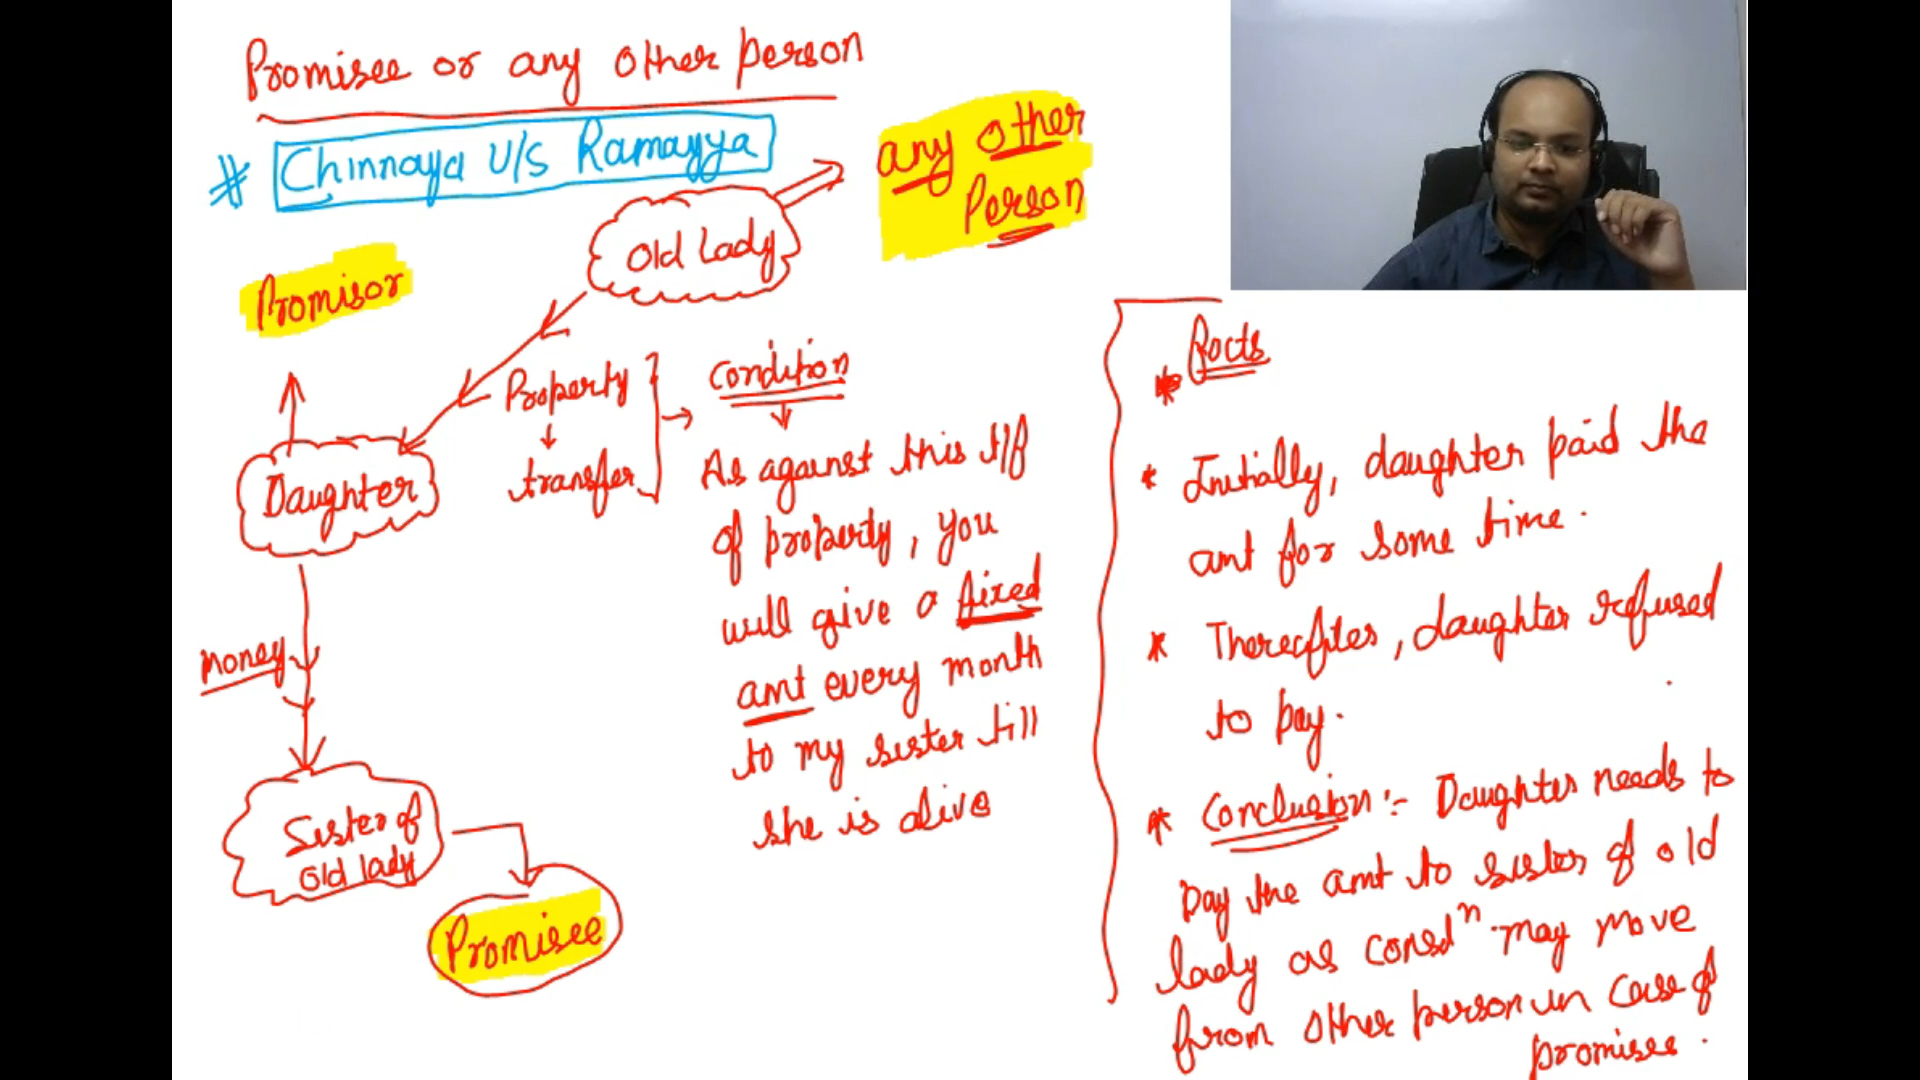 Promisee or any other person
# Chinnaya v/s Ramayya
any other
Person
Old Lady
Promisor
Property
transfer
Condition
As against this t/f
of property, you
will give a fixed
amt every month
to my sister till
she is alive
Daughter
money
Sister of
old lady
Promisee
* Facts
* Initially, daughter paid the
amt for some time.
* Thereafter, daughter refused
to pay.
* Conclusion :- Daughter needs to
pay the amt to sister of old
lady as consdⁿ may move
from other person in case of
promisee.